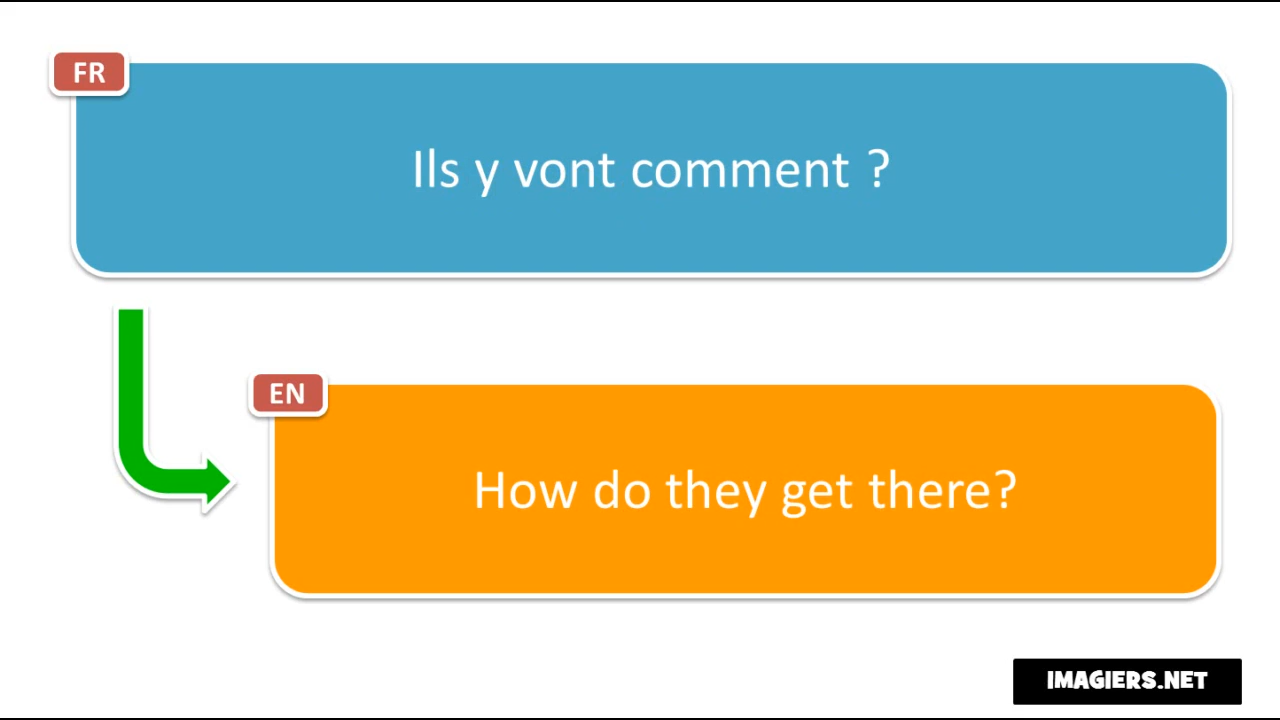 FR
Ils y vont comment ?
EN
How do they get there?
IMAGIERS.NET